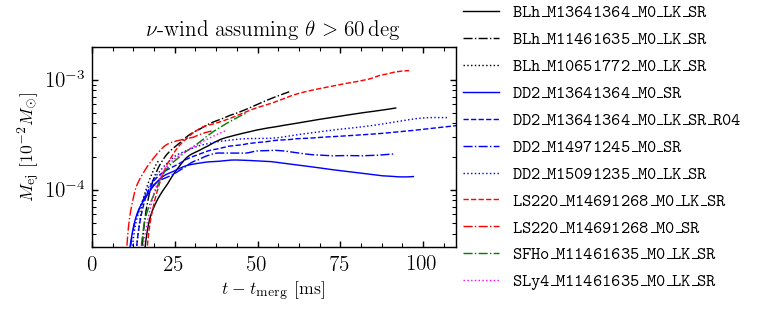 ν-wind assuming θ > 60 deg
M_ej [10^−2 M_⊙]
10^−3
10^−4
0 25 50 75 100
t − t_merg [ms]
BLh_M13641364_M0_LK_SR
BLh_M11461635_M0_LK_SR
BLh_M10651772_M0_LK_SR
DD2_M13641364_M0_SR
DD2_M13641364_M0_LK_SR_R04
DD2_M14971245_M0_SR
DD2_M15091235_M0_LK_SR
LS220_M14691268_M0_LK_SR
LS220_M14691268_M0_SR
SFHo_M11461635_M0_LK_SR
SLy4_M11461635_M0_LK_SR